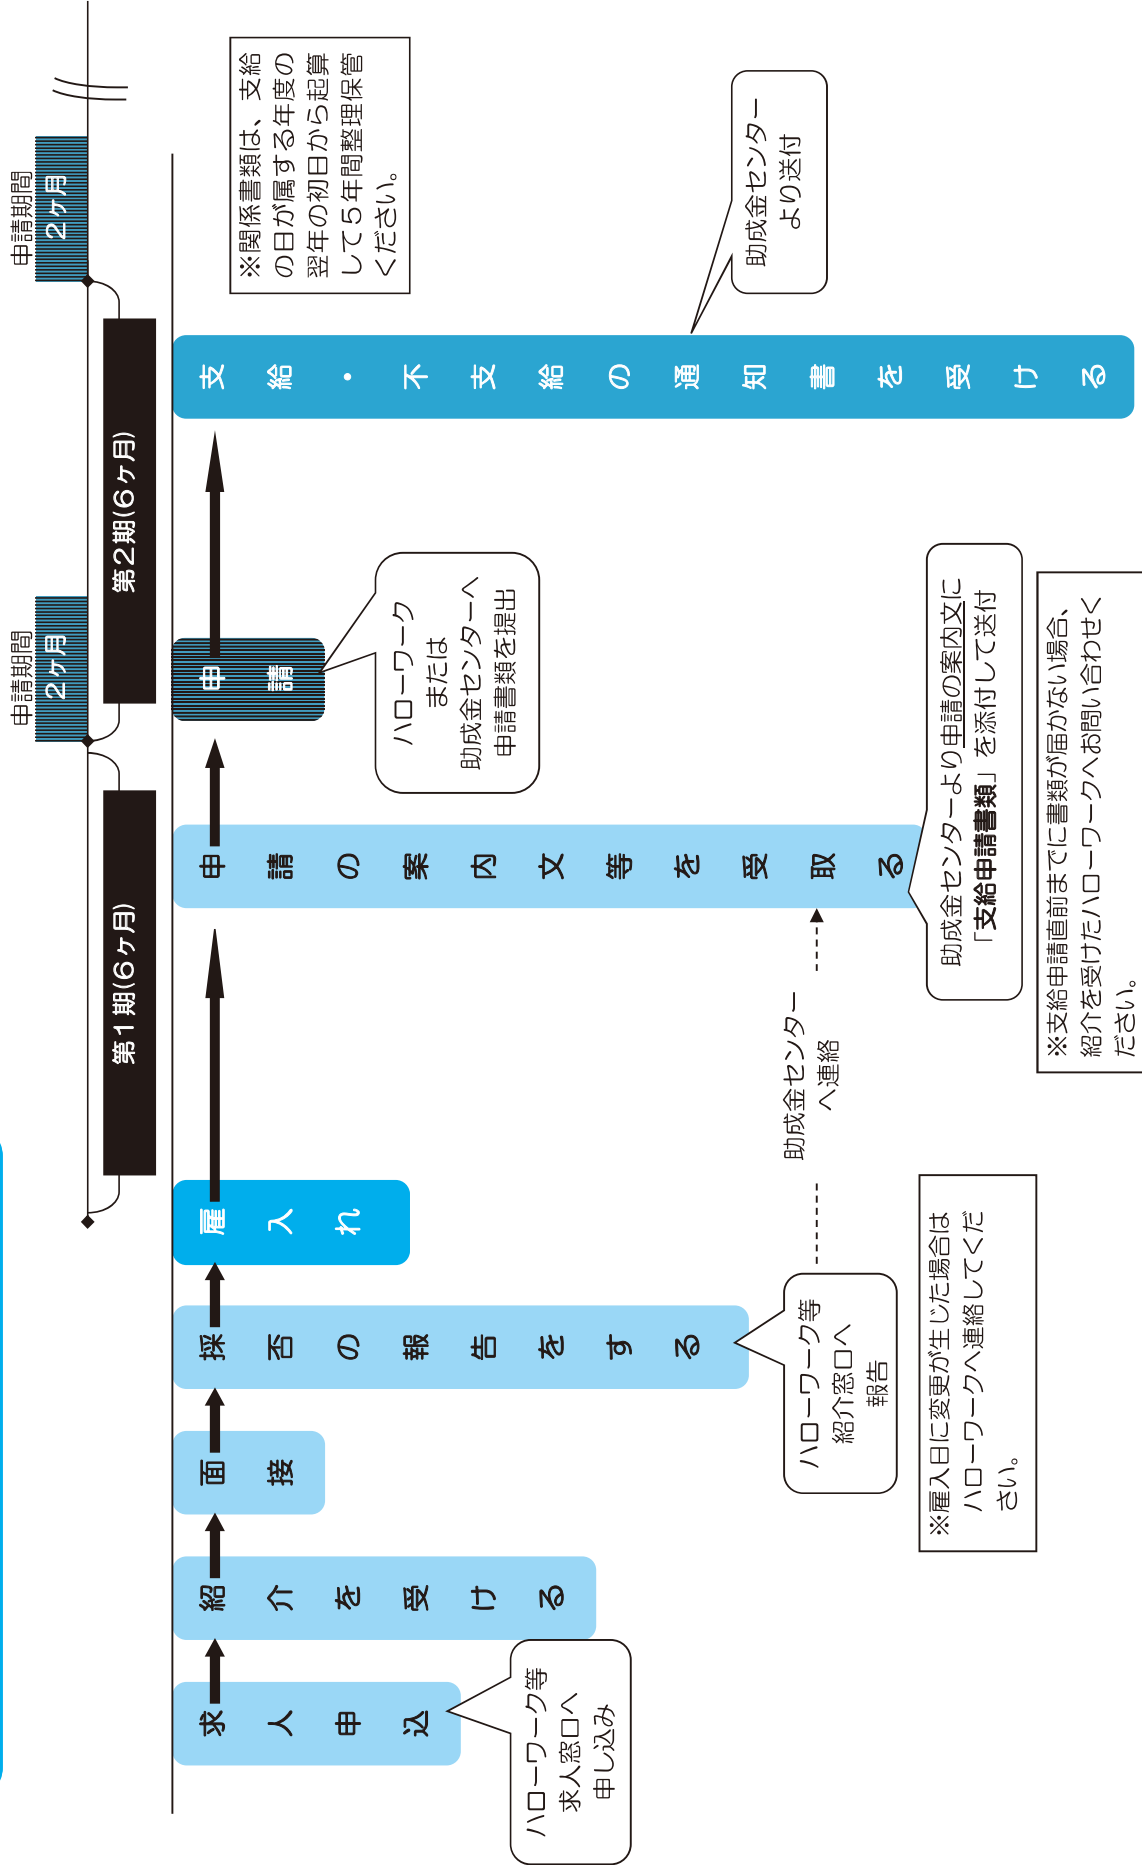 申請期間
2ヶ月
申請期間
2ヶ月
第1期(6ヶ月)
第2期(6ヶ月)
求人申込
紹介を受ける
面接
採否の報告をする
雇入れ
申請の案内文等を受取る
申請
支給・不支給の通知書を受ける
ハローワーク等
求人窓口へ
申し込み
ハローワーク等
紹介窓口へ
報告
※雇入日に変更が生じた場合は
ハローワークへ連絡してくだ
さい。
助成金センター
へ連絡
助成金センターより申請の案内文に
「支給申請書類」を添付して送付
※支給申請直前までに書類が届かない場合、
紹介を受けたハローワークへお問い合わせく
ださい。
ハローワーク
または
助成金センターへ
申請書類を提出
助成金センター
より送付
※関係書類は、支給
の日が属する年度の
翌年の初日から起算
して5年間整理保管
ください。